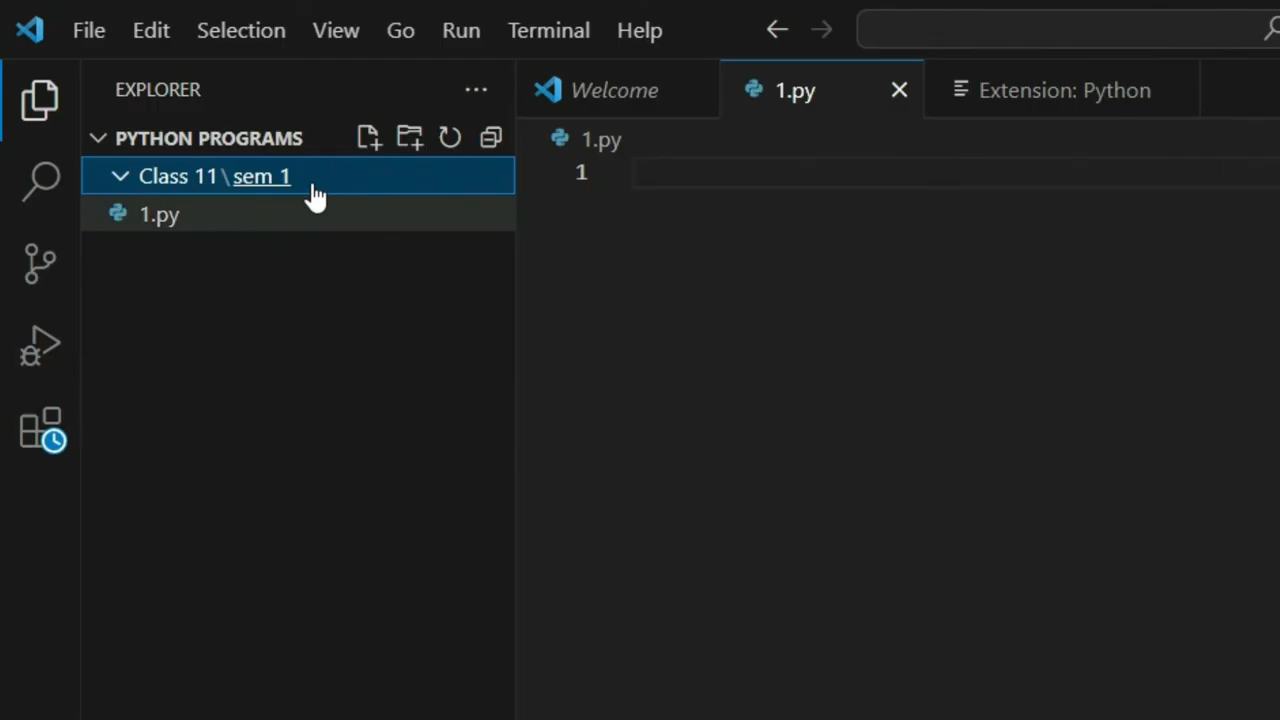 File Edit Selection View Go Run Terminal Help
EXPLORER
Welcome
1.py
Extension: Python
PYTHON PROGRAMS
1.py
Class 11\sem 1
1
1.py